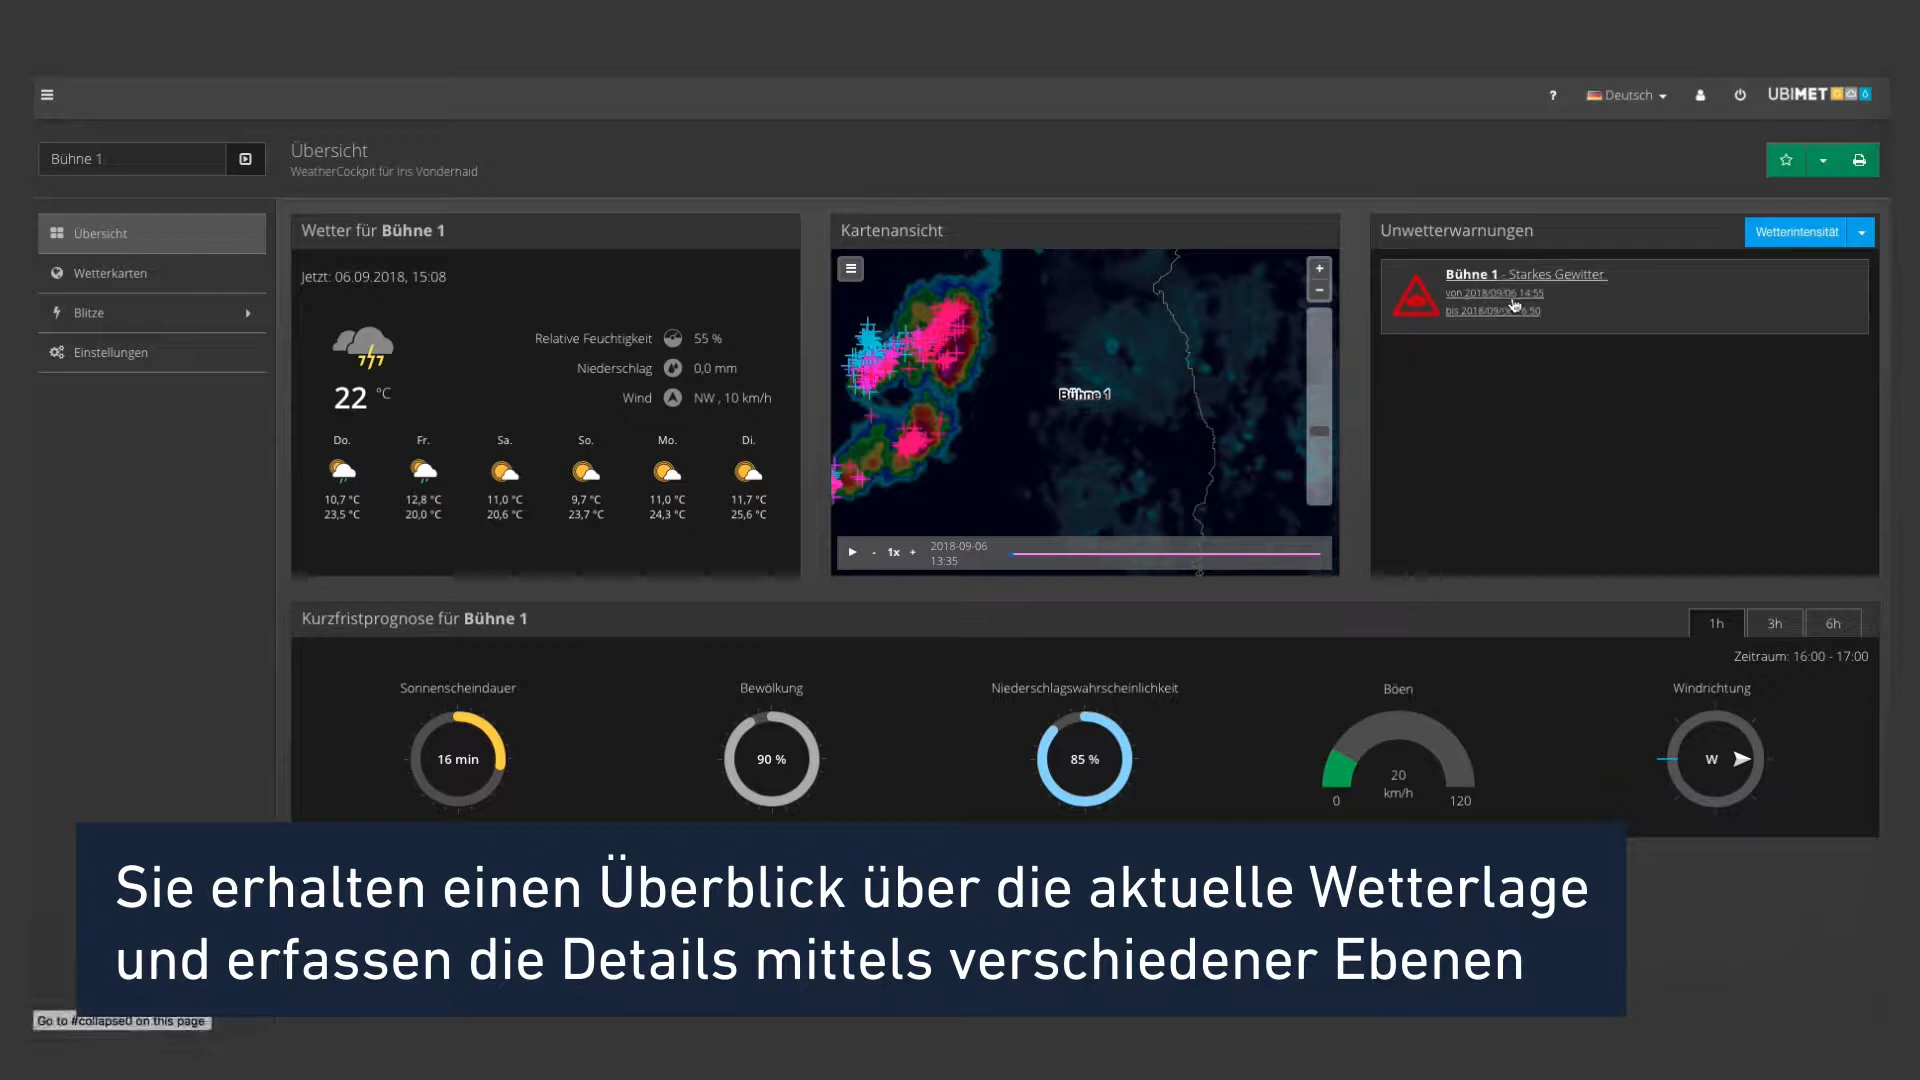 ? Deutsch UBIMET
Bühne 1
Übersicht
WeatherCockpit für Iris Vondernaid
Übersicht
Wetterkarten
Blitze
Einstellungen
Wetter für Bühne 1
Jetzt: 06.09.2018, 15:08
22 °C
Relative Feuchtigkeit 55 %
Niederschlag 0,0 mm
Wind NW , 10 km/h
Do. Fr. Sa. So. Mo. Di.
10,7 °C 12,8 °C 11,0 °C 9,7 °C 11,0 °C 11,7 °C
23,5 °C 20,0 °C 20,6 °C 23,7 °C 24,3 °C 25,6 °C
Kartenansicht
+
-
Bühne 1
- 1x + 2018-09-06
13:35
Unwetterwarnungen
Wetterintensität
Bühne 1 - Starkes Gewitter
von 2018/09/06 14:55
bis 2018/09/
Kurzfristprognose für Bühne 1
1h 3h 6h
Zeitraum: 16:00 - 17:00
Sonnenscheindauer
16 min
Bewölkung
90 %
Niederschlagswahrscheinlichkeit
85 %
Böen
20
km/h
0 120
Windrichtung
W
Sie erhalten einen Überblick über die aktuelle Wetterlage
und erfassen die Details mittels verschiedener Ebenen
Go to #collapse0 on this page